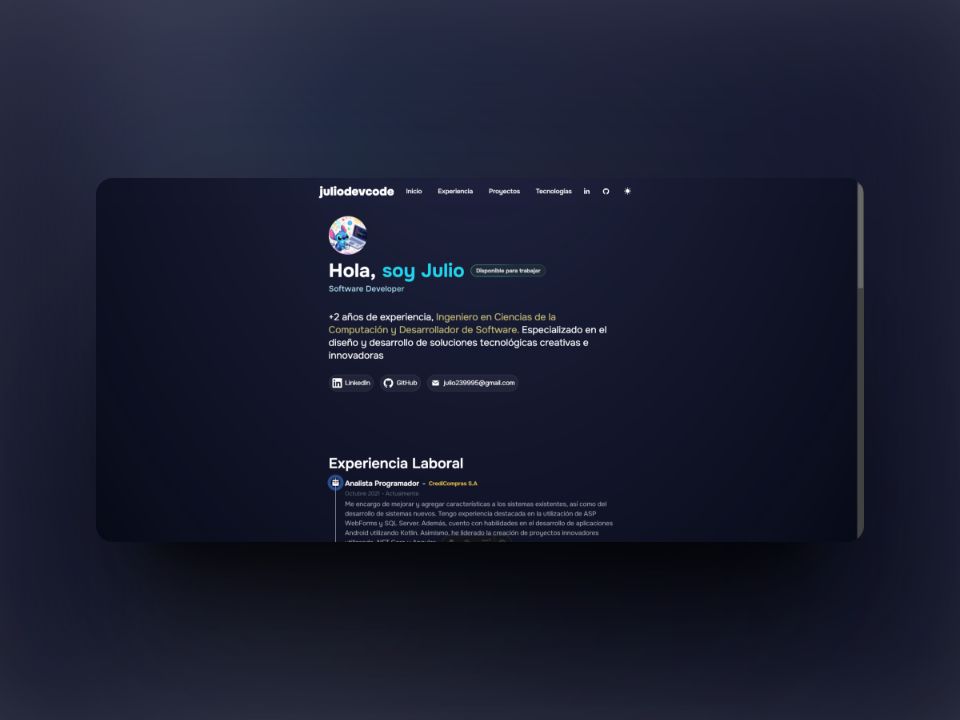 juliodevcode Inicio Experiencia Proyectos Tecnologías
Hola, soy Julio Disponible para trabajar
Software Developer
+2 años de experiencia, Ingeniero en Ciencias de la
Computación y Desarrollador de Software. Especializado en el
diseño y desarrollo de soluciones tecnológicas creativas e
innovadoras
LinkedIn GitHub julio239995@gmail.com
Experiencia Laboral
Analista Programador - CrediCompras S.A
Octubre 2021 - Actualmente
Me encargo de mejorar y agregar características a los sistemas existentes, así como del
desarrollo de sistemas nuevos. Tengo experiencia destacada en la utilización de ASP
WebForms y SQL Server. Además, cuento con habilidades en el desarrollo de aplicaciones
Android utilizando Kotlin. Asimismo, he liderado la creación de proyectos innovadores